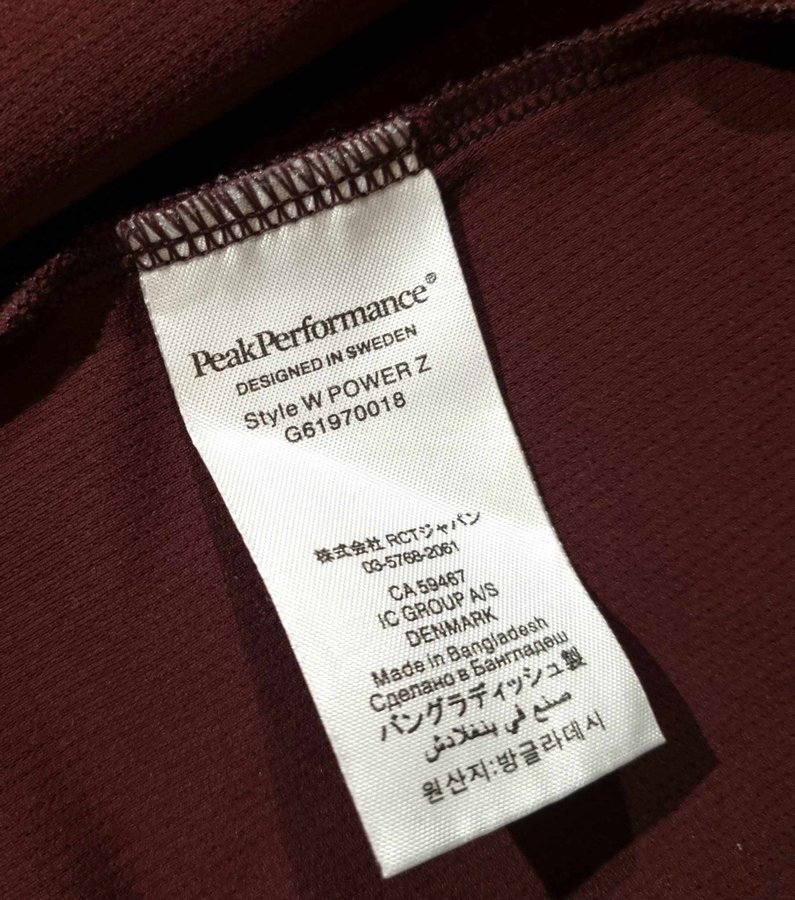 PeakPerformance®
DESIGNED IN SWEDEN
Style W POWER Z
G61970018
株式会社 RCTジャパン
03-5768-2061
CA 59467
IC GROUP A/S
DENMARK
Made in Bangladesh
Сделано в Бангладеш
バングラディッシュ製
صنع في بنغلادش
원산지:방글라데시